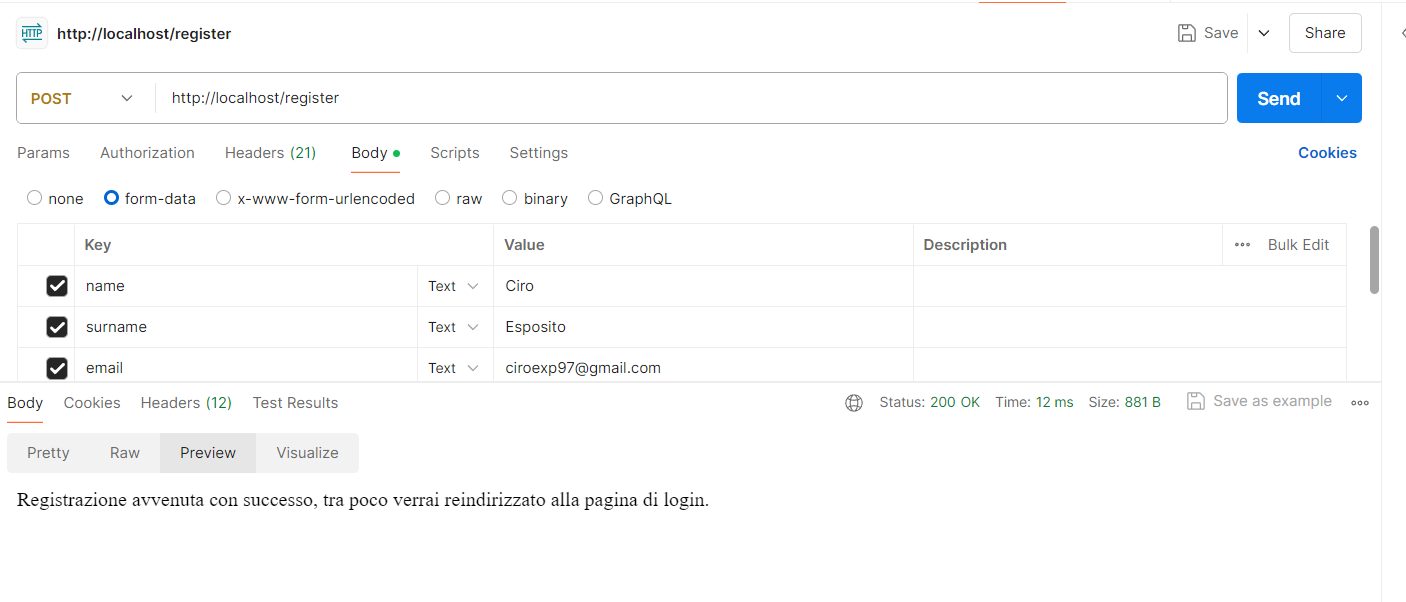 HTTP http://localhost/register Save Share
POST http://localhost/register Send
Params Authorization Headers (21) Body Scripts Settings Cookies
none form-data x-www-form-urlencoded raw binary GraphQL
Key Value Description ••• Bulk Edit
name Text Ciro
surname Text Esposito
email Text ciroexp97@gmail.com
Body Cookies Headers (12) Test Results Status: 200 OK Time: 12 ms Size: 881 B Save as example
Pretty Raw Preview Visualize
Registrazione avvenuta con successo, tra poco verrai reindirizzato alla pagina di login.